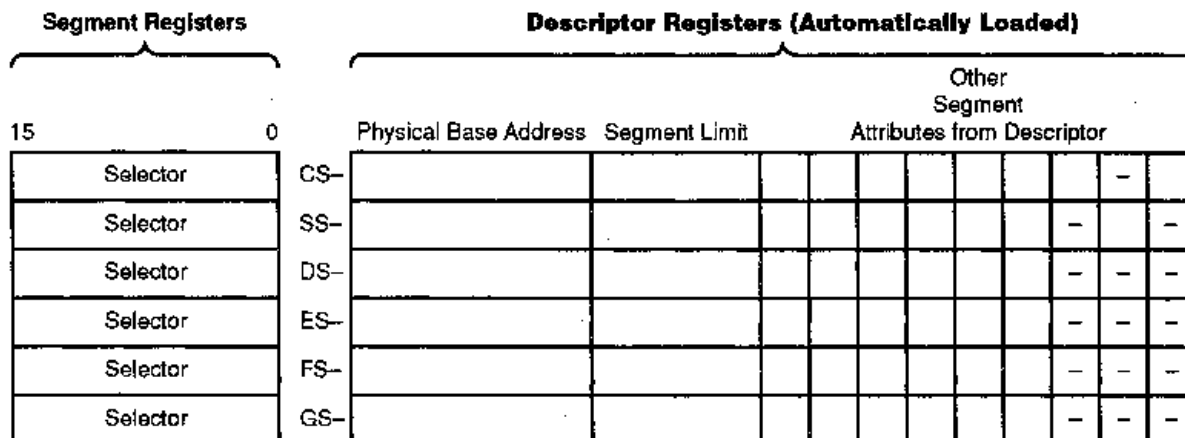 Segment Registers Descriptor Registers (Automatically Loaded)
Other
Segment
15 0 Physical Base Address Segment Limit Attributes from Descriptor
Selector CS– –
Selector SS– – –
Selector DS– – – –
Selector ES– – – –
Selector FS– – – –
Selector GS– – – –